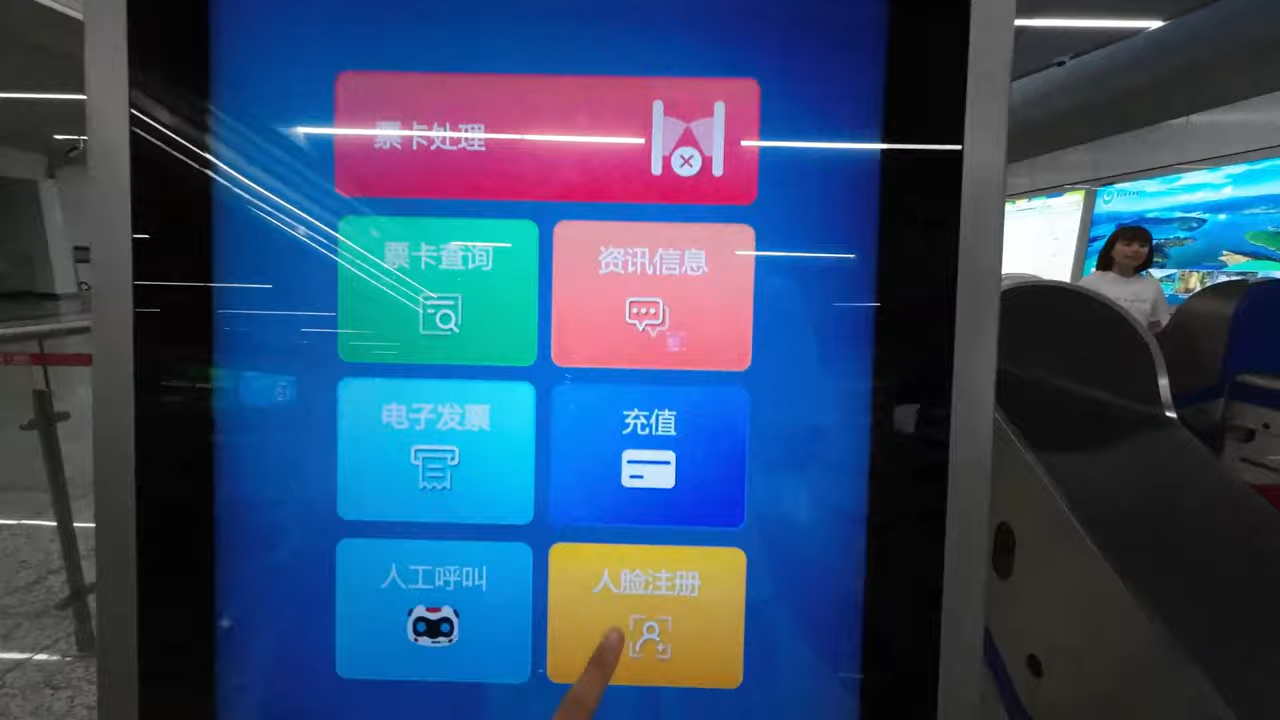 票卡处理
票卡查询
资讯信息
电子发票
充值
人工呼叫
人脸注册